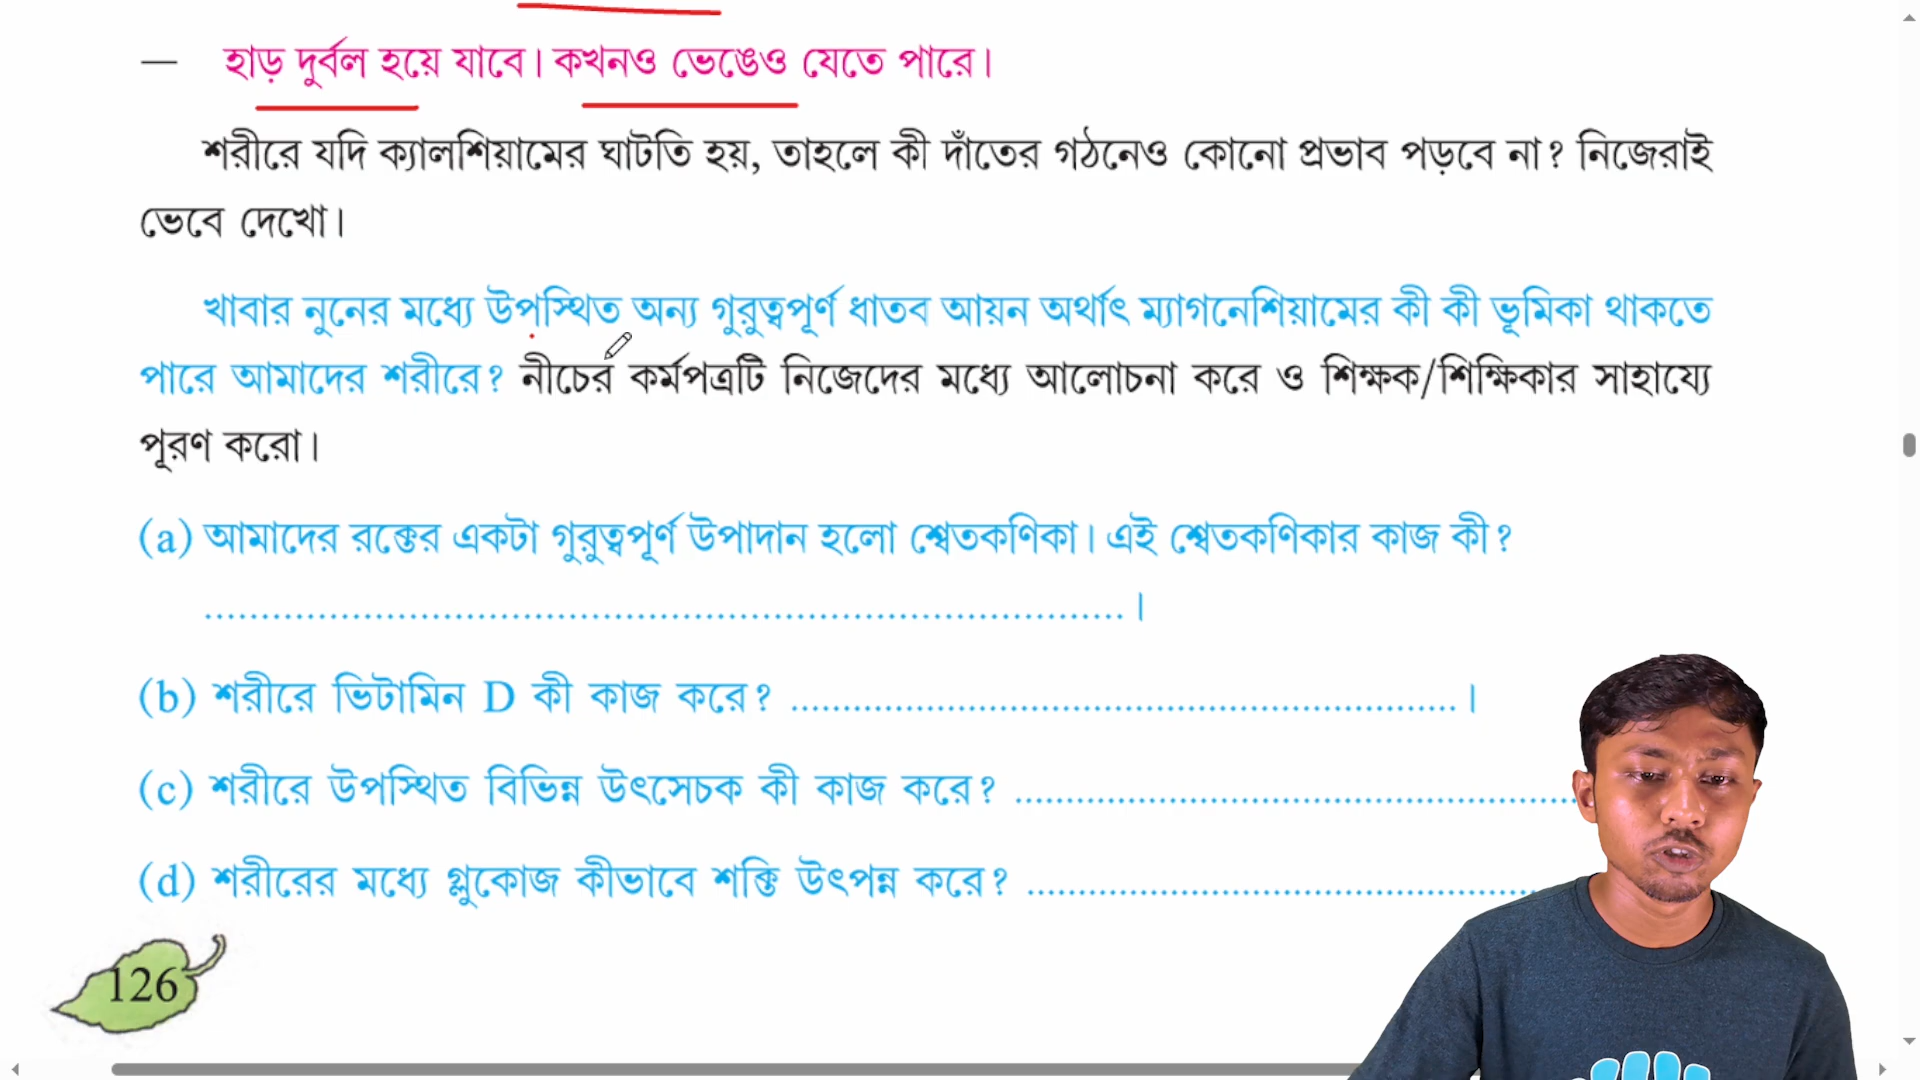 — হাড় দুর্বল হয়ে যাবে। কখনও ভেঙেও যেতে পারে।
শরীরে যদি ক্যালশিয়ামের ঘাটতি হয়, তাহলে কী দাঁতের গঠনেও কোনো প্রভাব পড়বে না? নিজেরাই
ভেবে দেখো।
খাবার নুনের মধ্যে উপস্থিত অন্য গুরুত্বপূর্ণ ধাতব আয়ন অর্থাৎ ম্যাগনেশিয়ামের কী কী ভূমিকা থাকতে
পারে আমাদের শরীরে? নীচের কর্মপত্রটি নিজেদের মধ্যে আলোচনা করে ও শিক্ষক/শিক্ষিকার সাহায্যে
পূরণ করো।
(a) আমাদের রক্তের একটা গুরুত্বপূর্ণ উপাদান হলো শ্বেতকণিকা। এই শ্বেতকণিকার কাজ কী?
..................................................................................।
(b) শরীরে ভিটামিন D কী কাজ করে? ............................................................।
(c) শরীরে উপস্থিত বিভিন্ন উৎসেচক কী কাজ করে? ..................................................
(d) শরীরের মধ্যে গ্লুকোজ কীভাবে শক্তি উৎপন্ন করে? .............................................
126